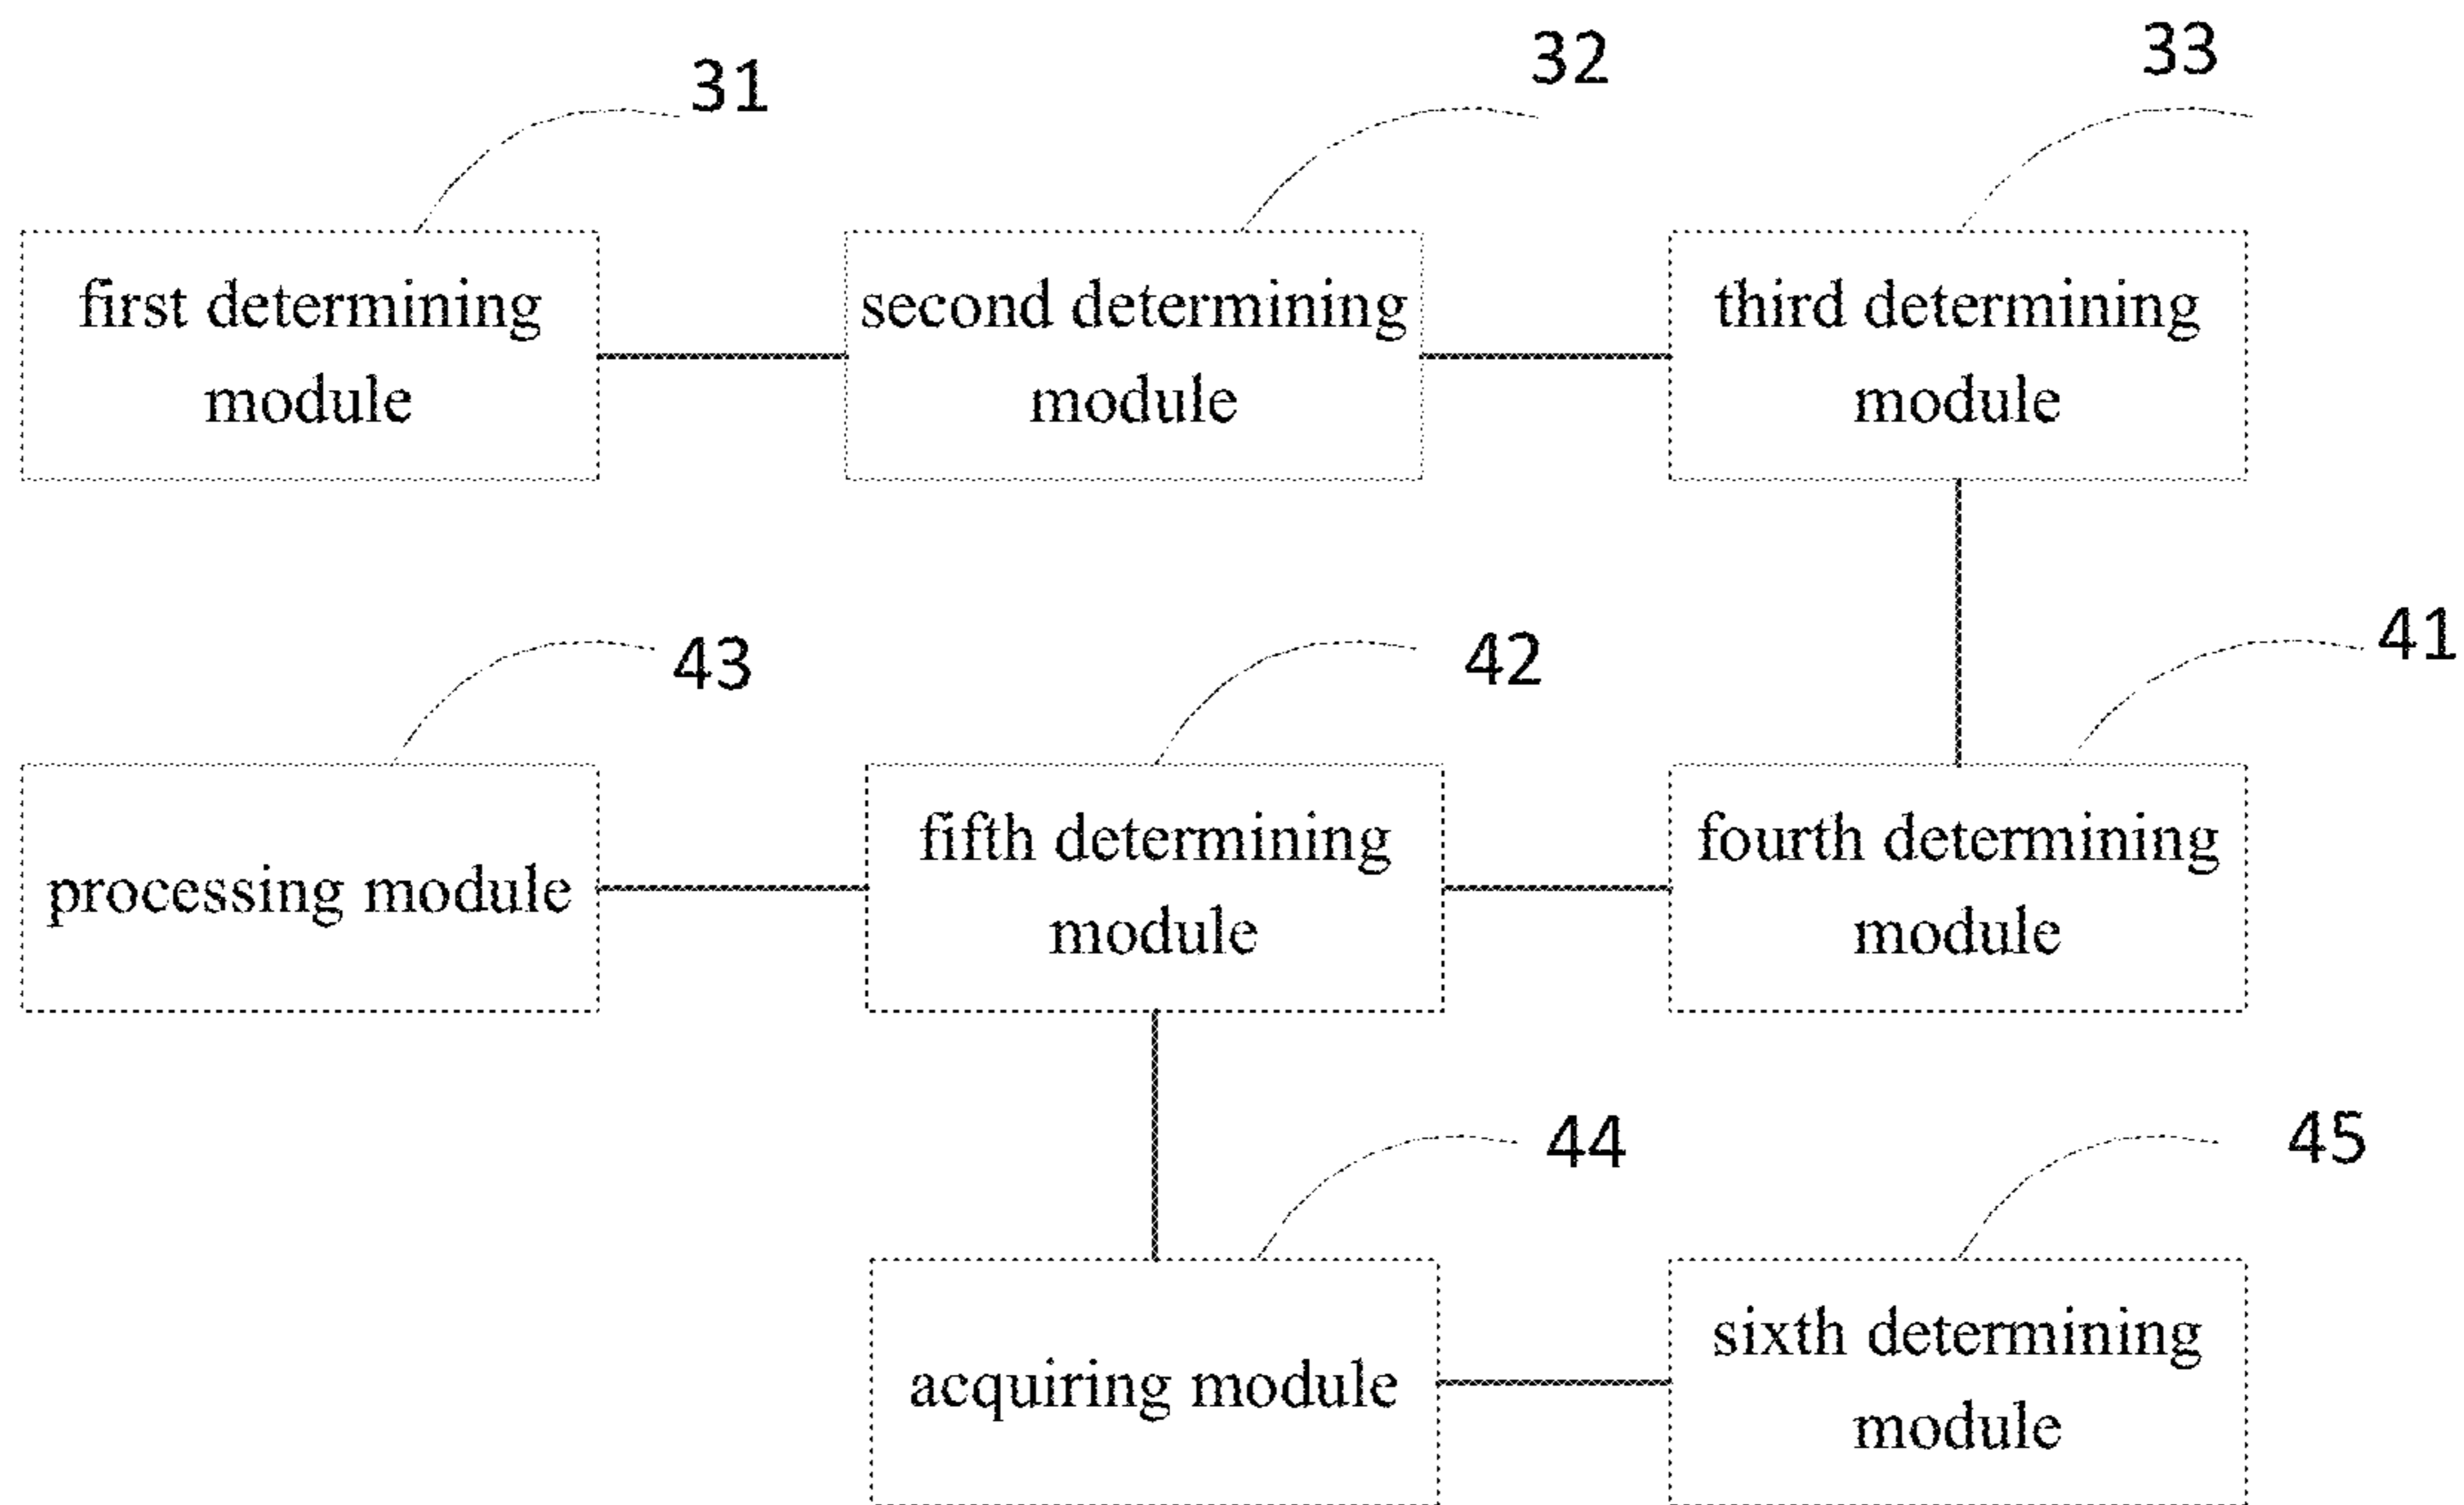 31
32
33
first determining
module
second determining
module
third determining
module
43
42
41
processing module
fifth determining
module
fourth determining
module
44
45
acquiring module
sixth determining
module